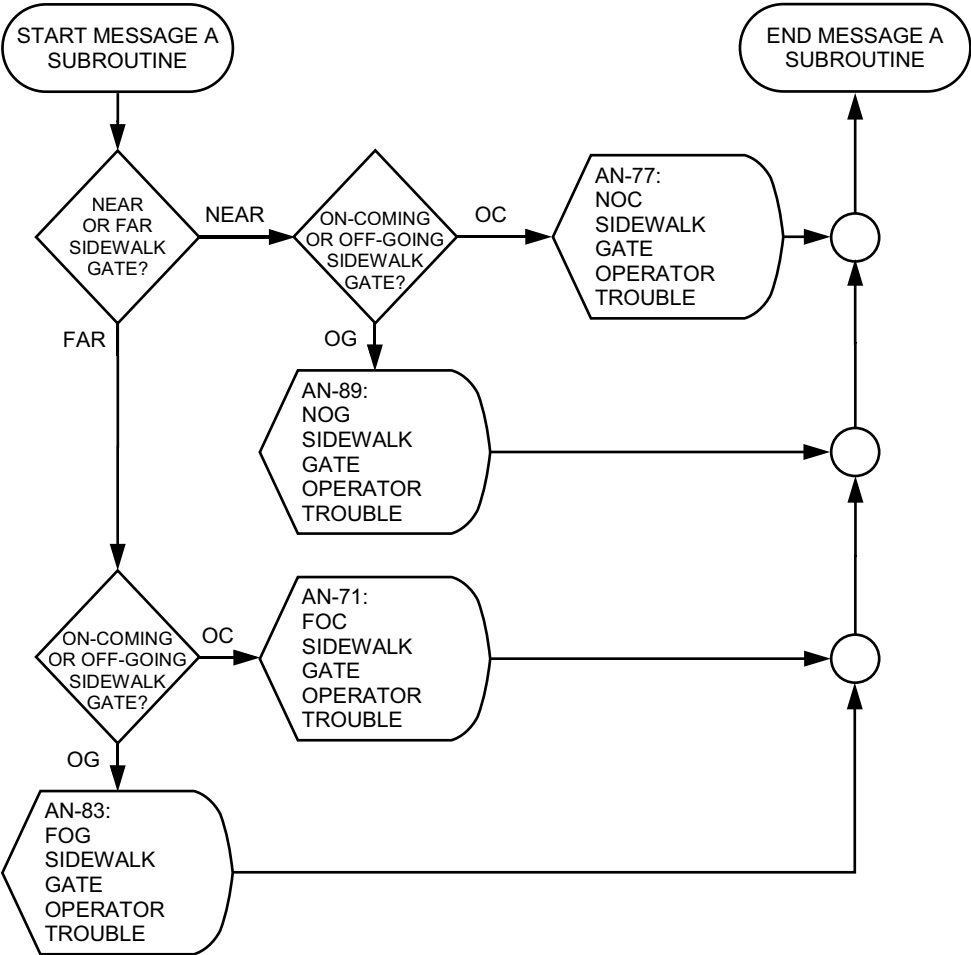 START MESSAGE A
SUBROUTINE
END MESSAGE A
SUBROUTINE
NEAR
OR FAR
SIDEWALK
GATE?
NEAR
ON-COMING
OR OFF-GOING
SIDEWALK
GATE?
OC
AN-77:
NOC
SIDEWALK
GATE
OPERATOR
TROUBLE
FAR
OG
AN-89:
NOG
SIDEWALK
GATE
OPERATOR
TROUBLE
ON-COMING
OR OFF-GOING
SIDEWALK
GATE?
OC
AN-71:
FOC
SIDEWALK
GATE
OPERATOR
TROUBLE
OG
AN-83:
FOG
SIDEWALK
GATE
OPERATOR
TROUBLE